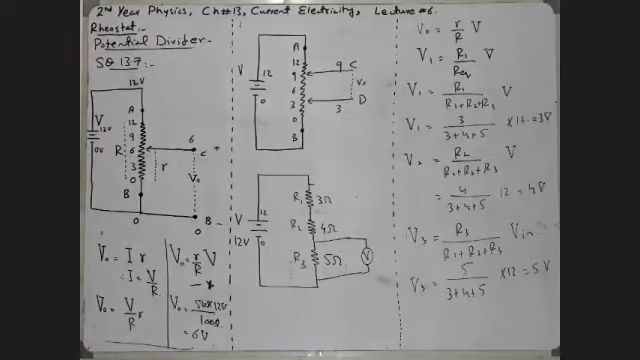 2nd Year Physics, Ch#13, Current Electricity, Lecture #6.
Rheostat.
Potential Divider.
SQ 13.7
12V
A
V
12V
0V
12
9
R
6
3
0
r
B
0
6
C
+
V₀
B -
0
V₀ = I r
∴ I = V/R
V₀ = V/R r
V₀ = r/R V
V₀ = 50Ω × 12V / 100Ω
= 6V
V
12
0
A
12
9
6
3
0
B
9 C
V₀
D
3
V
12
12V
0
R₁ 3Ω
R₂ 4Ω
R₃ 5Ω
V
V₀ = r/R V
V₁ = R₁/Req V
V₁ = R₁/R₁+R₂+R₃ V
V₁ = 3/3+4+5 × 12 = 3V
V₂ = R₂/R₁+R₂+R₃ V
= 4/3+4+5 12 = 4V
V₃ = R₃/R₁+R₂+R₃ Vin
V₃ = 5/3+4+5 × 12 = 5V